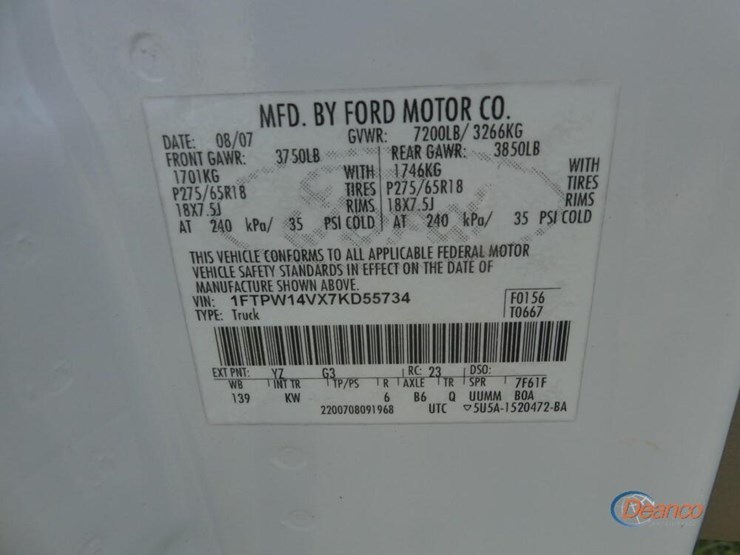 MFD. BY FORD MOTOR CO.
DATE: 08/07 GVWR: 7200LB/ 3266KG
FRONT GAWR: 3750LB REAR GAWR: 3850LB
1701KG WITH 1746KG WITH
P275/65R18 TIRES P275/65R18 TIRES
18X7.5J RIMS 18X7.5J RIMS
AT 240 kPa/ 35 PSI COLD AT 240 kPa/ 35 PSI COLD
THIS VEHICLE CONFORMS TO ALL APPLICABLE FEDERAL MOTOR
VEHICLE SAFETY STANDARDS IN EFFECT ON THE DATE OF
MANUFACTURE SHOWN ABOVE.
VIN: 1FTPW14VX7KD55734 F0156
TYPE: Truck T0667
EXT PNT: YZ G3 RC: 23 DSO:
WB INT TR TP/PS R AXLE TR SPR 7F61F
139 KW 6 B6 Q UUMM BOA
2200708091968 UTC ▽5U5A-1520472-BA
Deanco